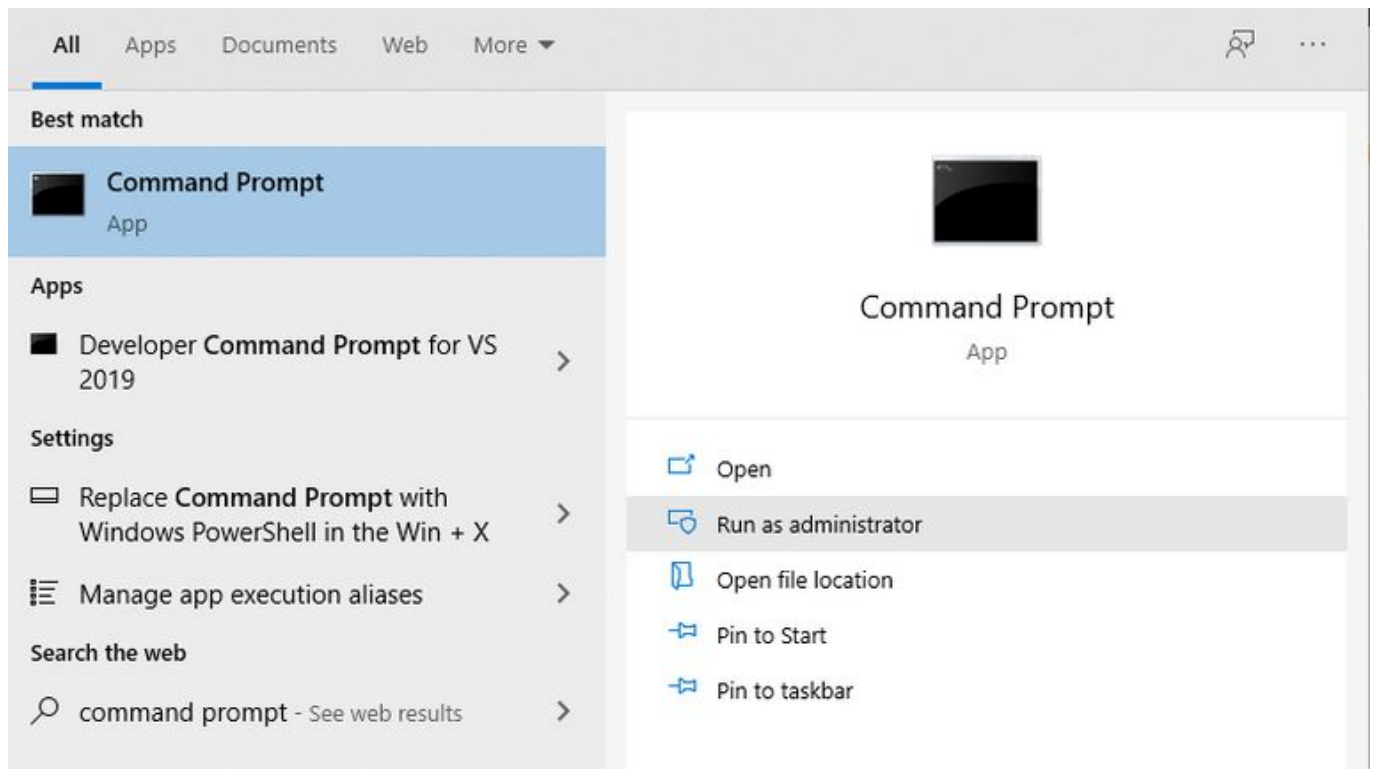 All Apps Documents Web More
Best match
Command Prompt
App
Apps
Developer Command Prompt for VS
2019
Settings
Replace Command Prompt with
Windows PowerShell in the Win + X
Manage app execution aliases
Search the web
command prompt - See web results
Command Prompt
App
Open
Run as administrator
Open file location
Pin to Start
Pin to taskbar